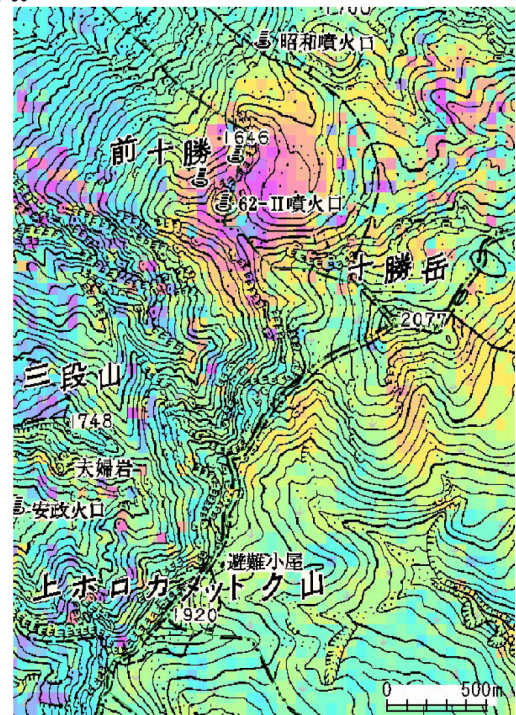 1700
昭和噴火口
1646
前十勝
62-II噴火口
十勝岳
2077
三段山
1748
夫婦岩
安政火口
避難小屋
上ホロカメットク山
1920
0 500m